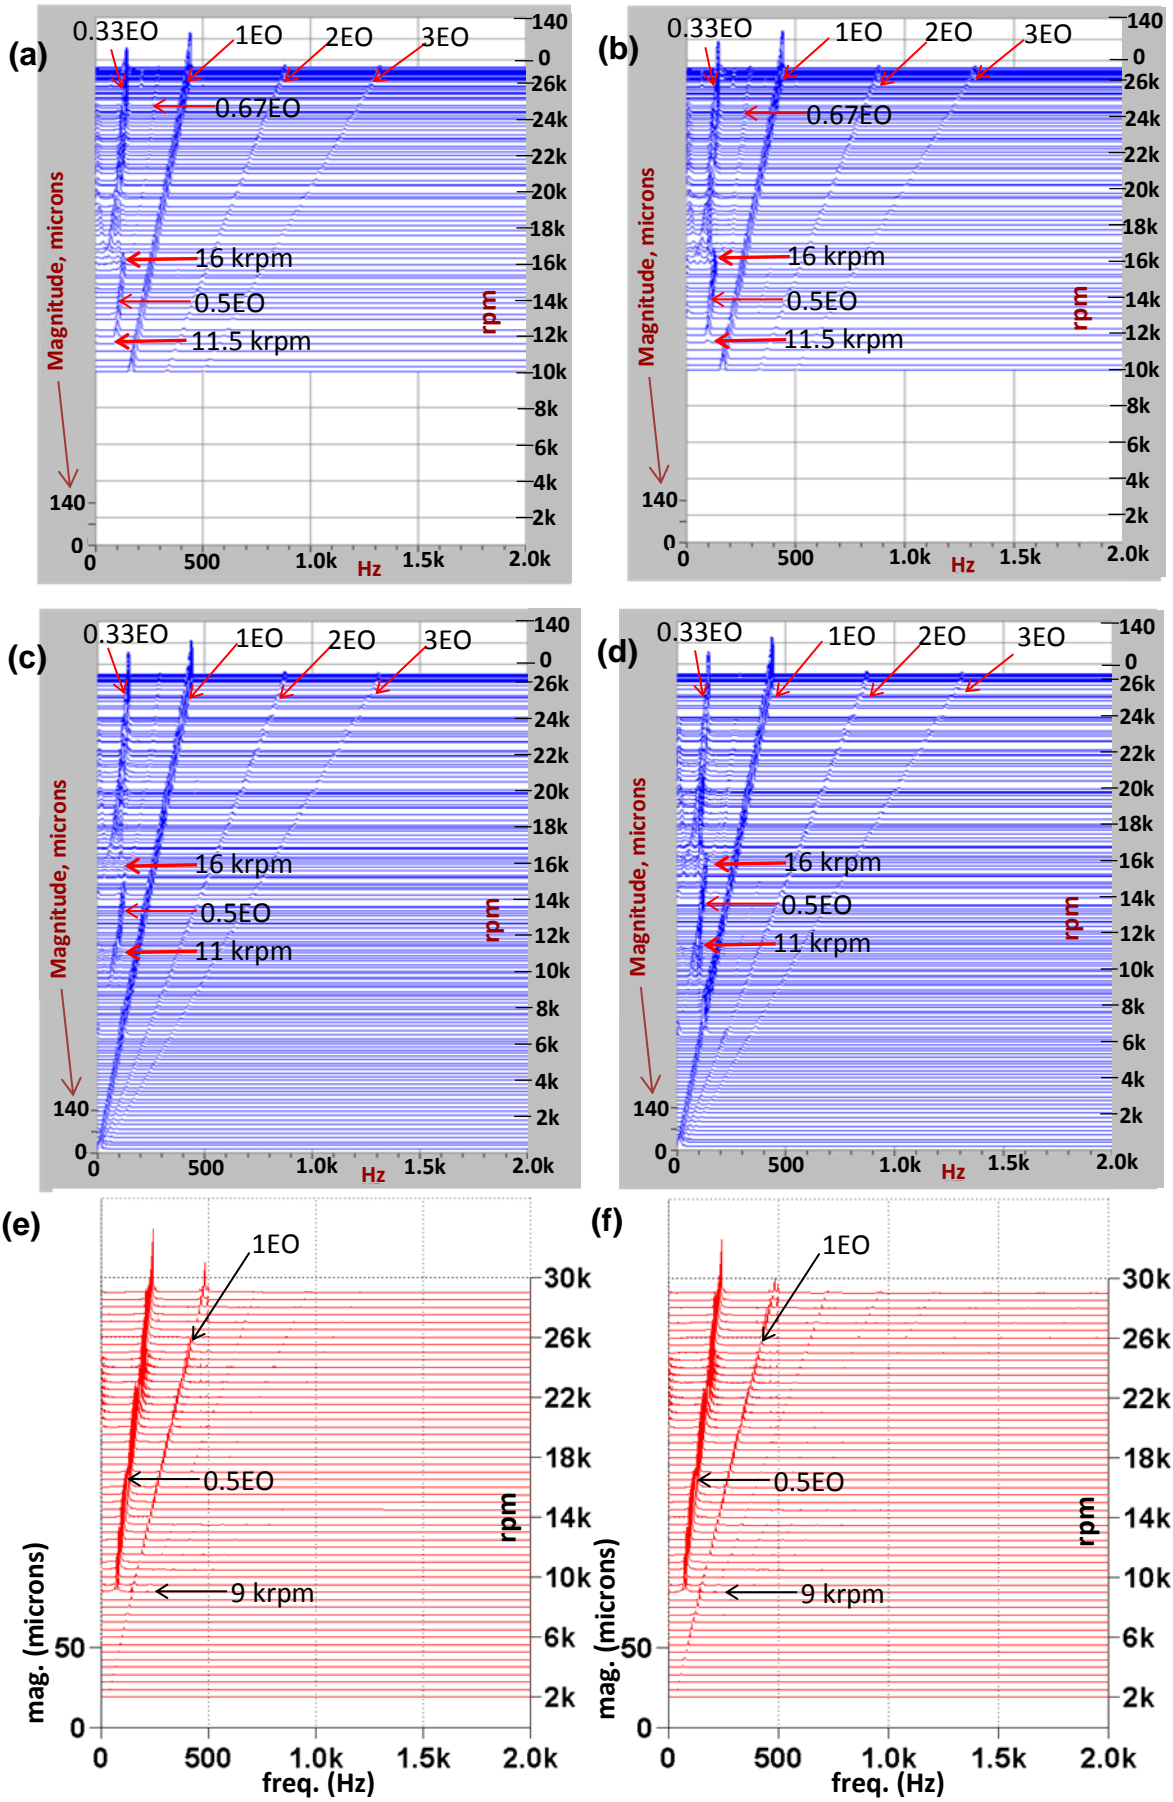 (a)
0.33EO
1EO
2EO
3EO
140
0
26k
0.67EO
24k
22k
20k
18k
16 krpm
16k
0.5EO
14k
11.5 krpm
12k
10k
8k
6k
4k
2k
Magnitude, microns
rpm
140
0
0
500
Hz
1.0k
1.5k
2.0k
(b)
0.33EO
1EO
2EO
3EO
140
0
26k
0.67EO
24k
22k
20k
18k
16 krpm
16k
0.5EO
14k
11.5 krpm
12k
10k
8k
6k
4k
2k
Magnitude, microns
rpm
140
0
0
500
1.0k
Hz
1.5k
2.0k
(c)
0.33EO
1EO
2EO
3EO
140
0
26k
24k
22k
20k
18k
16 krpm
16k
0.5EO
14k
12k
11 krpm
10k
8k
6k
4k
2k
Magnitude, microns
rpm
140
0
0
500
1.0k
Hz
1.5k
2.0k
(d)
0.33EO
1EO
2EO
3EO
140
0
26k
24k
22k
20k
18k
16 krpm
16k
0.5EO
14k
12k
11 krpm
10k
8k
6k
4k
2k
Magnitude, microns
rpm
140
0
0
500
1.0k
Hz
1.5k
2.0k
(e)
1EO
30k
26k
22k
18k
0.5EO
14k
10k
9 krpm
6k
2k
rpm
mag. (microns)
50
0
0
500
1.0k
1.5k
2.0k
freq. (Hz)
(f)
1EO
30k
26k
22k
18k
0.5EO
14k
10k
9 krpm
6k
2k
rpm
mag. (microns)
50
0
0
500
1.0k
1.5k
2.0k
freq. (Hz)